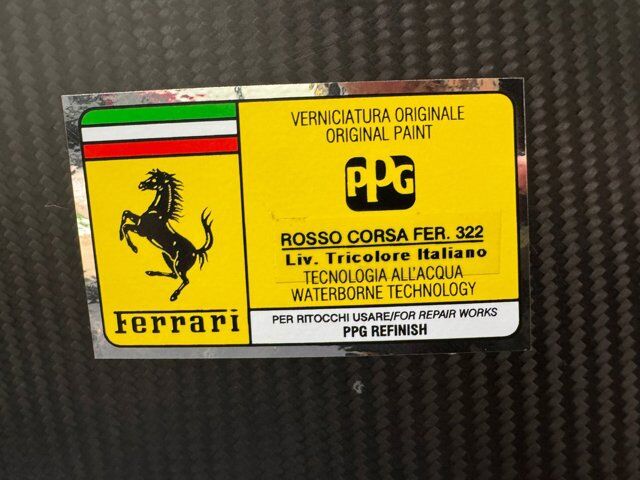 VERNICIATURA ORIGINALE
ORIGINAL PAINT
PPG
ROSSO CORSA FER. 322
Liv. Tricolore Italiano
TECNOLOGIA ALL'ACQUA
WATERBORNE TECHNOLOGY
Ferrari
PER RITOCCHI USARE/FOR REPAIR WORKS
PPG REFINISH